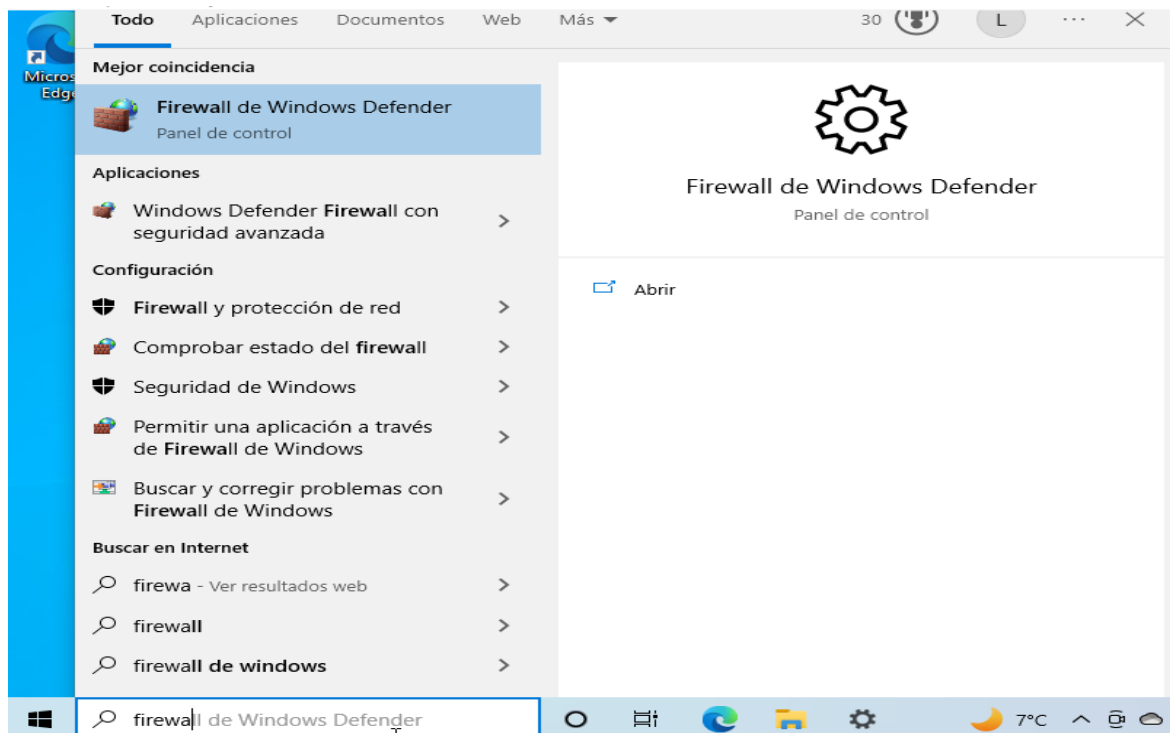 Todo Aplicaciones Documentos Web Más 30 L ...
Micros
Edge
Mejor coincidencia
Firewall de Windows Defender
Panel de control
Aplicaciones
Windows Defender Firewall con
seguridad avanzada
Configuración
Firewall y protección de red
Comprobar estado del firewall
Seguridad de Windows
Permitir una aplicación a través
de Firewall de Windows
Buscar y corregir problemas con
Firewall de Windows
Buscar en Internet
firewa - Ver resultados web
firewall
firewall de windows
Firewall de Windows Defender
Panel de control
Abrir
firewall de Windows Defender
7°C